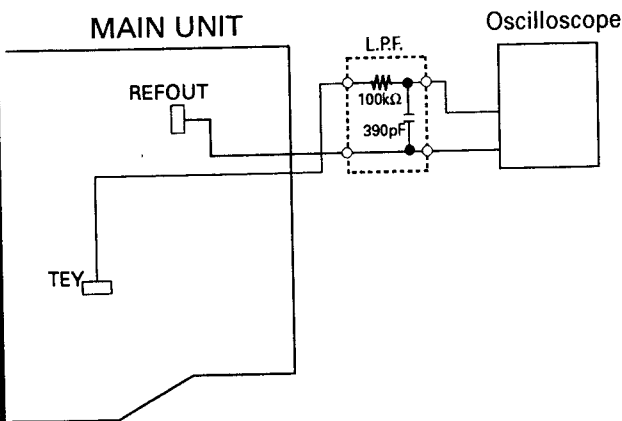 MAIN UNIT
Oscilloscope
L.P.F.
REFOUT
100kΩ
390pF
TEY